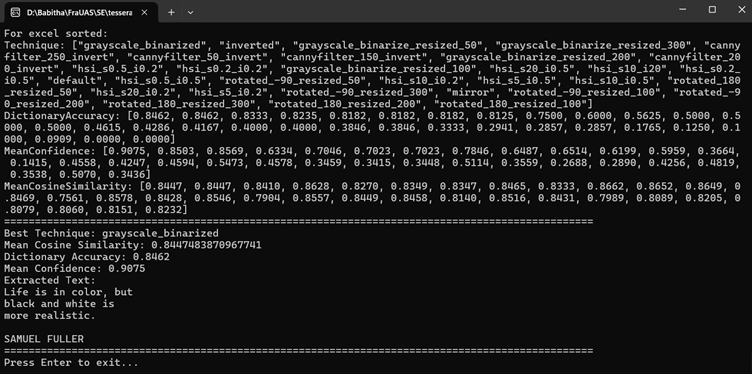 D:\Babitha\FraUAS\SE\tessera
For excel sorted:
Technique: ["grayscale_binarized", "inverted", "grayscale_binarize_resized_50", "grayscale_binarize_resized_300", "canny
filter_250_invert", "cannyfilter_50_invert", "cannyfilter_150_invert", "grayscale_binarize_resized_200", "cannyfilter_20
0_invert", "hsi_s0.5_i0.2", "hsi_s0.2_i0.2", "grayscale_binarize_resized_100", "hsi_s20_i0.5", "hsi_s10_i20", "hsi_s0.2_
i0.5", "default", "hsi_s0.5_i0.5", "rotated_-90_resized_50", "hsi_s10_i0.2", "hsi_s5_i0.5", "hsi_s10_i0.5", "rotated_180
_resized_50", "hsi_s20_i0.2", "hsi_s5_i0.2", "rotated_-90_resized_300", "mirror", "rotated_-90_resized_100", "rotated_-9
0_resized_200", "rotated_180_resized_300", "rotated_180_resized_200", "rotated_180_resized_100"]
DictionaryAccuracy: [0.8462, 0.8462, 0.8333, 0.8235, 0.8182, 0.8182, 0.8182, 0.8125, 0.7500, 0.6000, 0.5625, 0.5000, 0.5
000, 0.5000, 0.4615, 0.4286, 0.4167, 0.4000, 0.4000, 0.3846, 0.3846, 0.3333, 0.2941, 0.2857, 0.2857, 0.1765, 0.1250, 0.1
000, 0.0909, 0.0000, 0.0000]
MeanConfidence: [0.9075, 0.8503, 0.8569, 0.6334, 0.7046, 0.7023, 0.7023, 0.7846, 0.6487, 0.6514, 0.6199, 0.5959, 0.3664,
 0.1415, 0.4558, 0.4247, 0.4594, 0.5473, 0.4578, 0.3459, 0.3415, 0.3448, 0.5114, 0.3559, 0.2688, 0.2890, 0.4256, 0.4819,
 0.3538, 0.5070, 0.3436]
MeanCosineSimilarity: [0.8447, 0.8447, 0.8410, 0.8628, 0.8270, 0.8349, 0.8347, 0.8465, 0.8333, 0.8662, 0.8652, 0.8649, 0
.8469, 0.7561, 0.8578, 0.8428, 0.8546, 0.7904, 0.8557, 0.8449, 0.8458, 0.8140, 0.8516, 0.8431, 0.7989, 0.8089, 0.8205, 0
.8079, 0.8060, 0.8151, 0.8232]
==========================================================================================
Best Technique: grayscale_binarized
Mean Cosine Similarity: 0.8447483870967741
Dictionary Accuracy: 0.8462
Mean Confidence: 0.9075
Extracted Text:
Life is in color, but
black and white is
more realistic.
SAMUEL FULLER
==========================================================================================
Press Enter to exit...